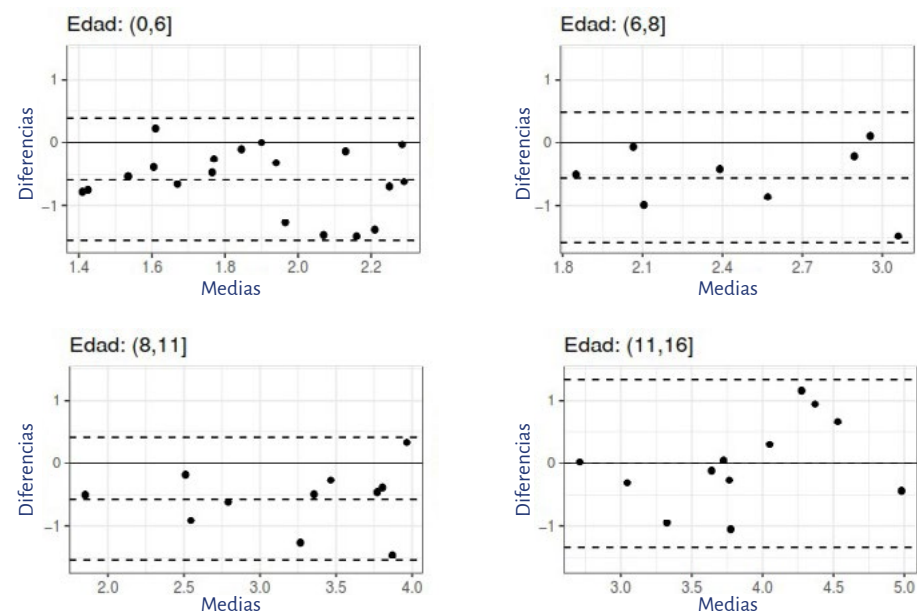 Edad: (0,6]
Diferencias
1
0
−1
1.4 1.6 1.8 2.0 2.2
Medias
Edad: (6,8]
Diferencias
1
0
−1
1.8 2.1 2.4 2.7 3.0
Medias
Edad: (8,11]
Diferencias
1
0
−1
2.0 2.5 3.0 3.5 4.0
Medias
Edad: (11,16]
Diferencias
1
0
−1
3.0 3.5 4.0 4.5 5.0
Medias